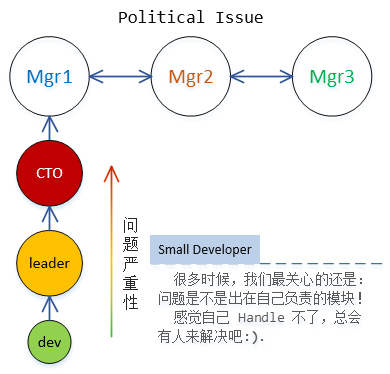 Political Issue
Mgr1
Mgr2
Mgr3
CTO
leader
dev
问题严重性
Small Developer
很多时候，我们最关心的还是：
问题是不是出在自己负责的模块！
感觉自己 Handle 不了，总会
有人来解决吧:).